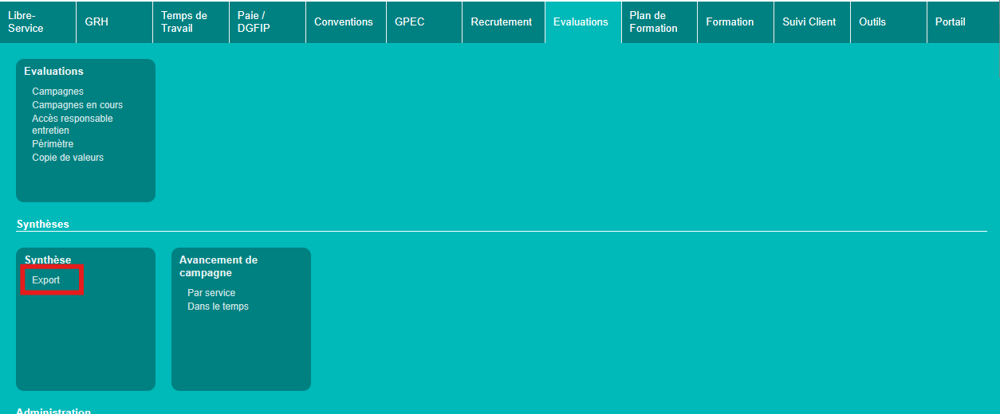 Libre-
Service
GRH
Temps de
Travail
Paie /
DGFIP
Conventions
GPEC
Recrutement
Evaluations
Plan de
Formation
Formation
Suivi Client
Outils
Portail
Evaluations
Campagnes
Campagnes en cours
Accès responsable
entretien
Périmètre
Copie de valeurs
Synthèses
Synthèse
Export
Avancement de
campagne
Par service
Dans le temps
Administration